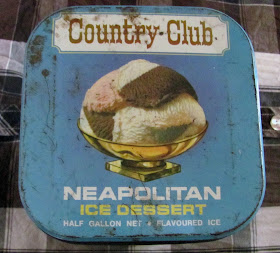 Country-Club
NEAPOLITAN
ICE DESSERT
HALF GALLON NET FLAVOURED ICE